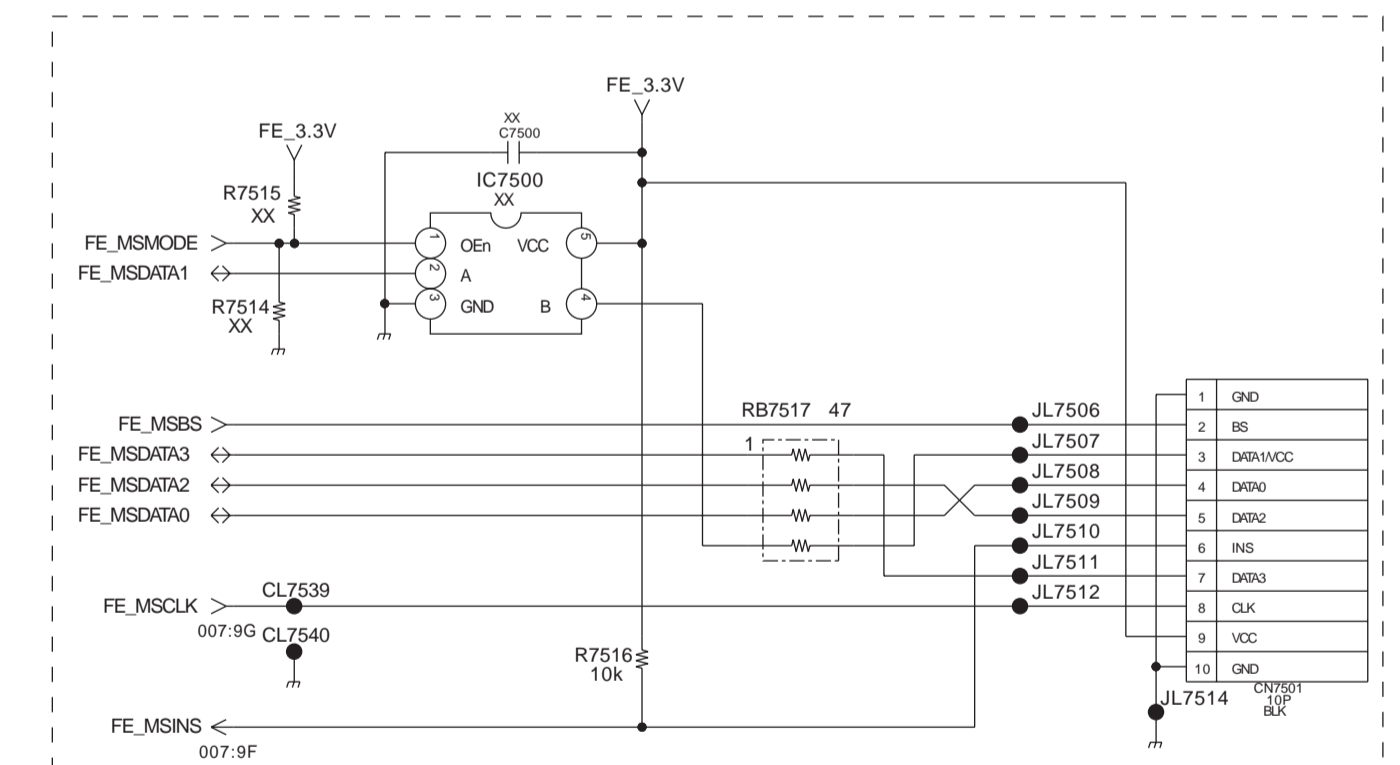 FE_3.3V
FE_3.3V
XX
C7500
R7515
XX
IC7500
XX
FE_MSMODE
1
OEn
VCC
5
FE_MSDATA1
2
A
R7514
XX
3
GND
B
4
FE_MSBS
RB7517 47
JL7506
1
GND
2
BS
FE_MSDATA3
1
JL7507
3
DATA1/VCC
FE_MSDATA2
JL7508
4
DATA0
FE_MSDATA0
JL7509
5
DATA2
JL7510
6
INS
JL7511
7
DATA3
FE_MSCLK
CL7539
JL7512
8
CLK
007:9G
CL7540
9
VCC
R7516
10k
10
GND
CN7501
10P
BLK
JL7514
FE_MSINS
007:9F